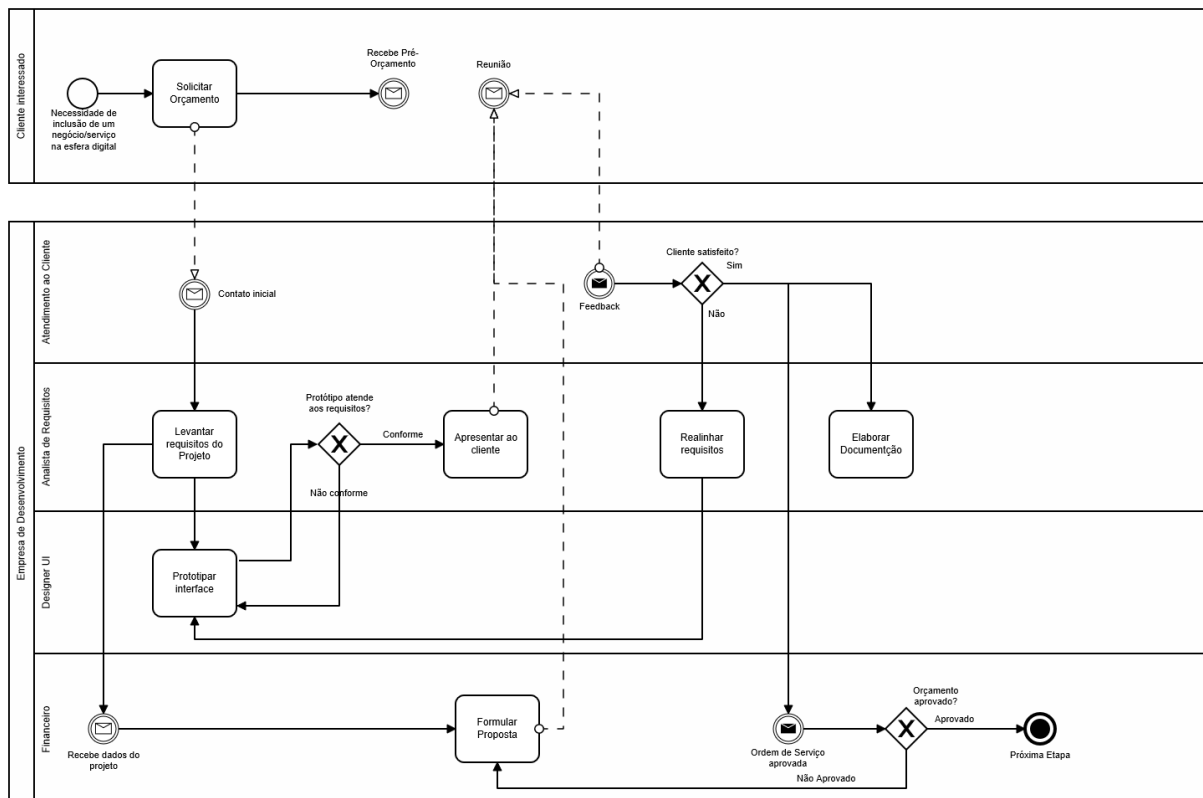 Cliente interessado
Necessidade de
inclusão de um
negócio/serviço
na esfera digital
Solicitar
Orçamento
Recebe Pré-
Orçamento
Reunião
Empresa de Desenvolvimento
Atendimento ao Cliente
Contato inicial
Feedback
Cliente satisfeito?
Sim
Não
Analista de Requisitos
Levantar
requisitos do
Projeto
Protótipo atende
aos requisitos?
Conforme
Não conforme
Apresentar ao
cliente
Realinhar
requisitos
Elaborar
Documentção
Designer UI
Prototipar
interface
Financeiro
Recebe dados do
projeto
Formular
Proposta
Ordem de Serviço
aprovada
Orçamento
aprovado?
Aprovado
Não Aprovado
Próxima Etapa